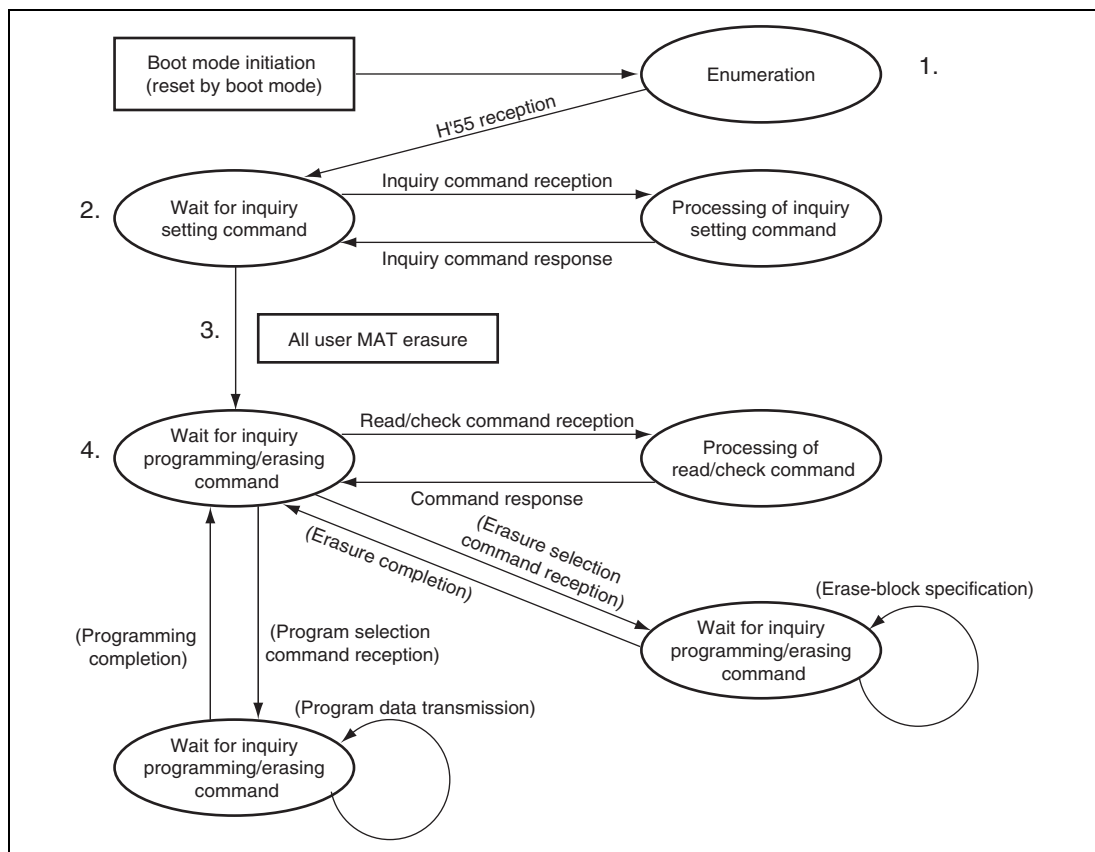 Boot mode initiation
(reset by boot mode)
Enumeration
1.
H'55 reception
2.
Wait for inquiry
setting command
Inquiry command reception
Processing of inquiry
setting command
Inquiry command response
3.
All user MAT erasure
4.
Wait for inquiry
programming/erasing
command
Read/check command reception
Processing of
read/check command
Command response
(Erasure selection
command reception)
(Erasure completion)
(Erase-block specification)
Wait for inquiry
programming/erasing
command
(Programming
completion)
(Program selection
command reception)
(Program data transmission)
Wait for inquiry
programming/erasing
command